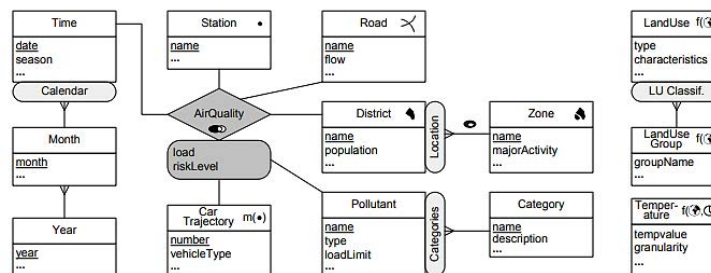 Time
date
season
...
Calendar
Month
month
...
Year
year
...
Station
name
...
Road
name
flow
...
AirQuality
load
riskLevel
Car
Trajectory m(•)
number
vehicleType
...
District
name
population
...
Location
Zone
name
majorActivity
...
Pollutant
name
type
loadLimit
...
Categories
Category
name
description
...
LandUse f(
type
characteristics
...
LU Classif.
LandUse
Group f(
groupName
...
Temper-
ature f(
tempvalue
granularity
...